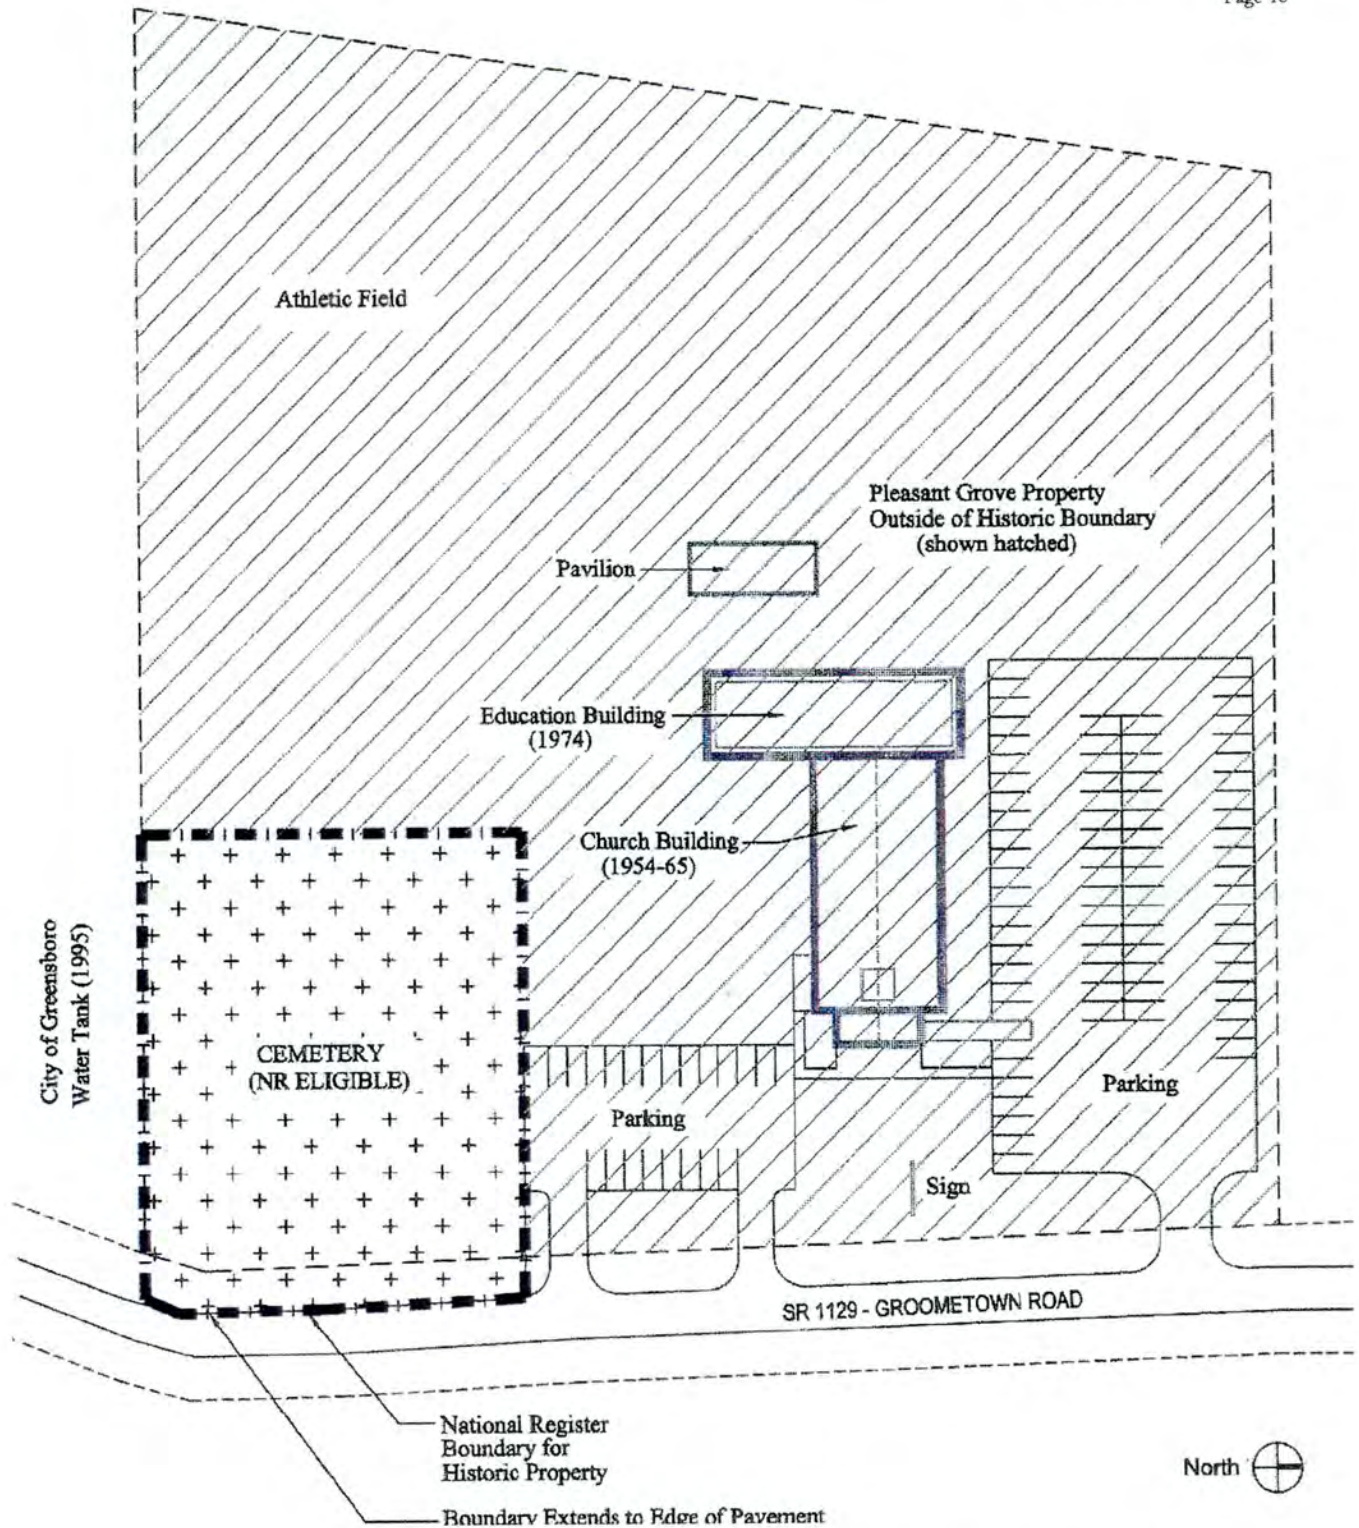 Page 18
Athletic Field
Pleasant Grove Property
Outside of Historic Boundary
(shown hatched)
Pavilion
Education Building
(1974)
Church Building
(1954-65)
City of Greensboro
Water Tank (1995)
CEMETERY
(NR ELIGIBLE)
Parking
Parking
Sign
SR 1129 - GROOMETOWN ROAD
National Register
Boundary for
Historic Property
North
Boundary Extends to Edge of Pavement